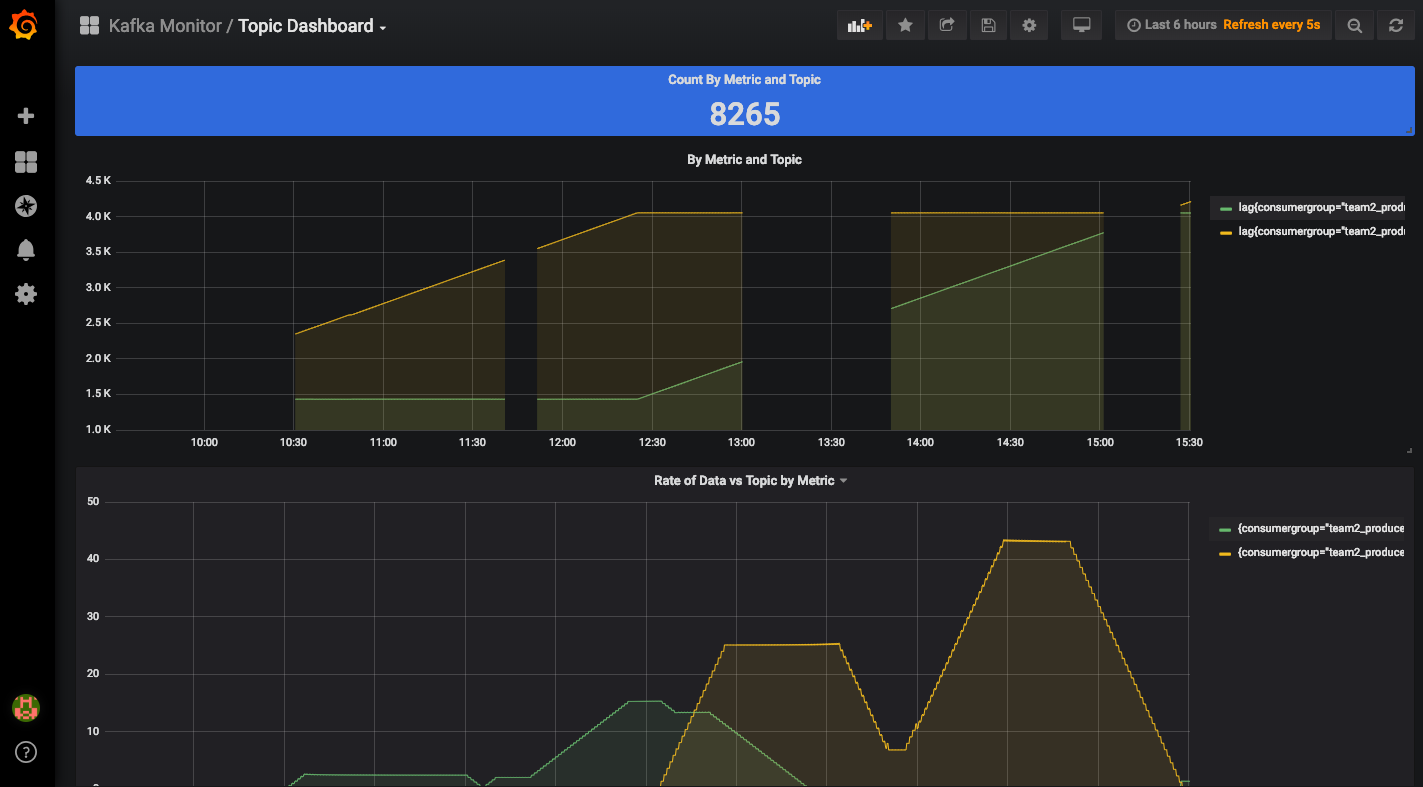 Kafka Monitor / Topic Dashboard
Last 6 hours Refresh every 5s
Count By Metric and Topic
8265
By Metric and Topic
4.5 K
4.0 K
3.5 K
3.0 K
2.5 K
2.0 K
1.5 K
1.0 K
10:00 10:30 11:00 11:30 12:00 12:30 13:00 13:30 14:00 14:30 15:00 15:30
lag{consumergroup="team2_prod
lag{consumergroup="team2_prod
Rate of Data vs Topic by Metric
50
40
30
20
10
0
{consumergroup="team2_produce
{consumergroup="team2_produce
?